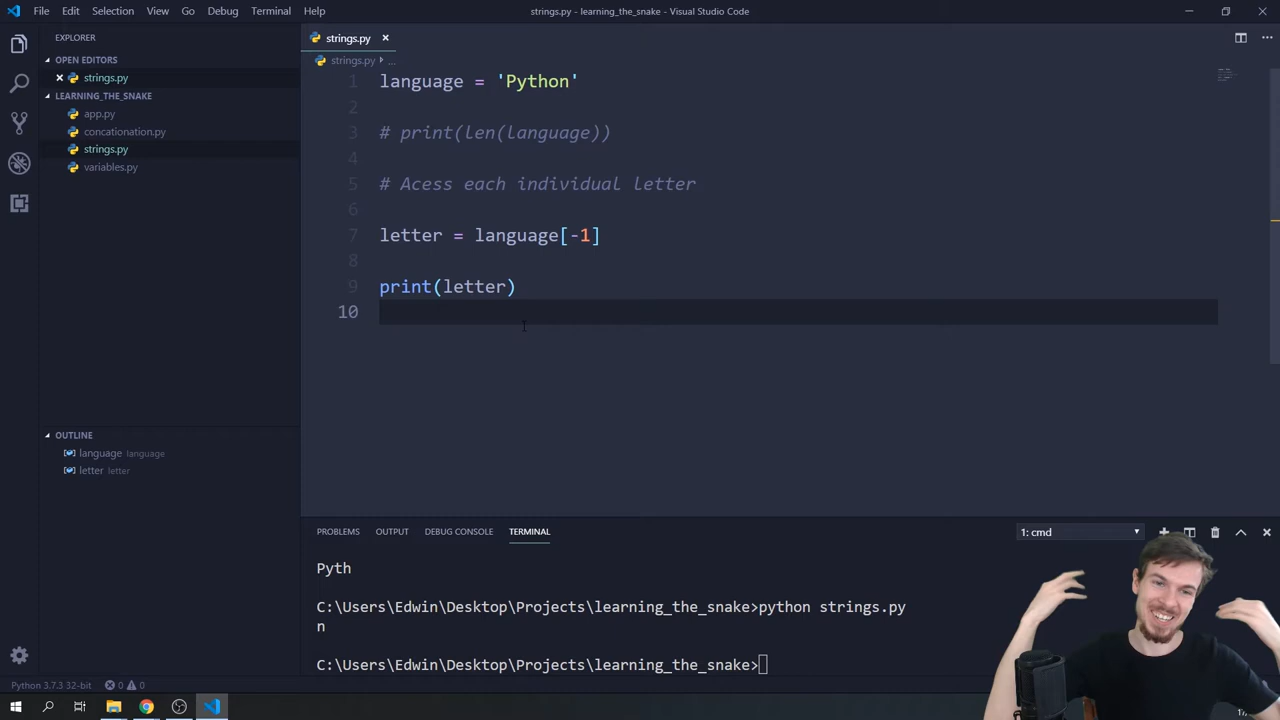 File Edit Selection View Go Debug Terminal Help
strings.py - learning_the_snake - Visual Studio Code
EXPLORER
OPEN EDITORS
strings.py
LEARNING_THE_SNAKE
app.py
concationation.py
strings.py
variables.py
OUTLINE
language language
letter letter
strings.py
strings.py ...
1 language = 'Python'
2
3 # print(len(language))
4
5 # Acess each individual letter
6
7 letter = language[-1]
8
9 print(letter)
10
PROBLEMS OUTPUT DEBUG CONSOLE TERMINAL
1: cmd
Pyth
C:\Users\Edwin\Desktop\Projects\learning_the_snake>python strings.py
n
C:\Users\Edwin\Desktop\Projects\learning_the_snake>
Python 3.7.3 32-bit 0 0